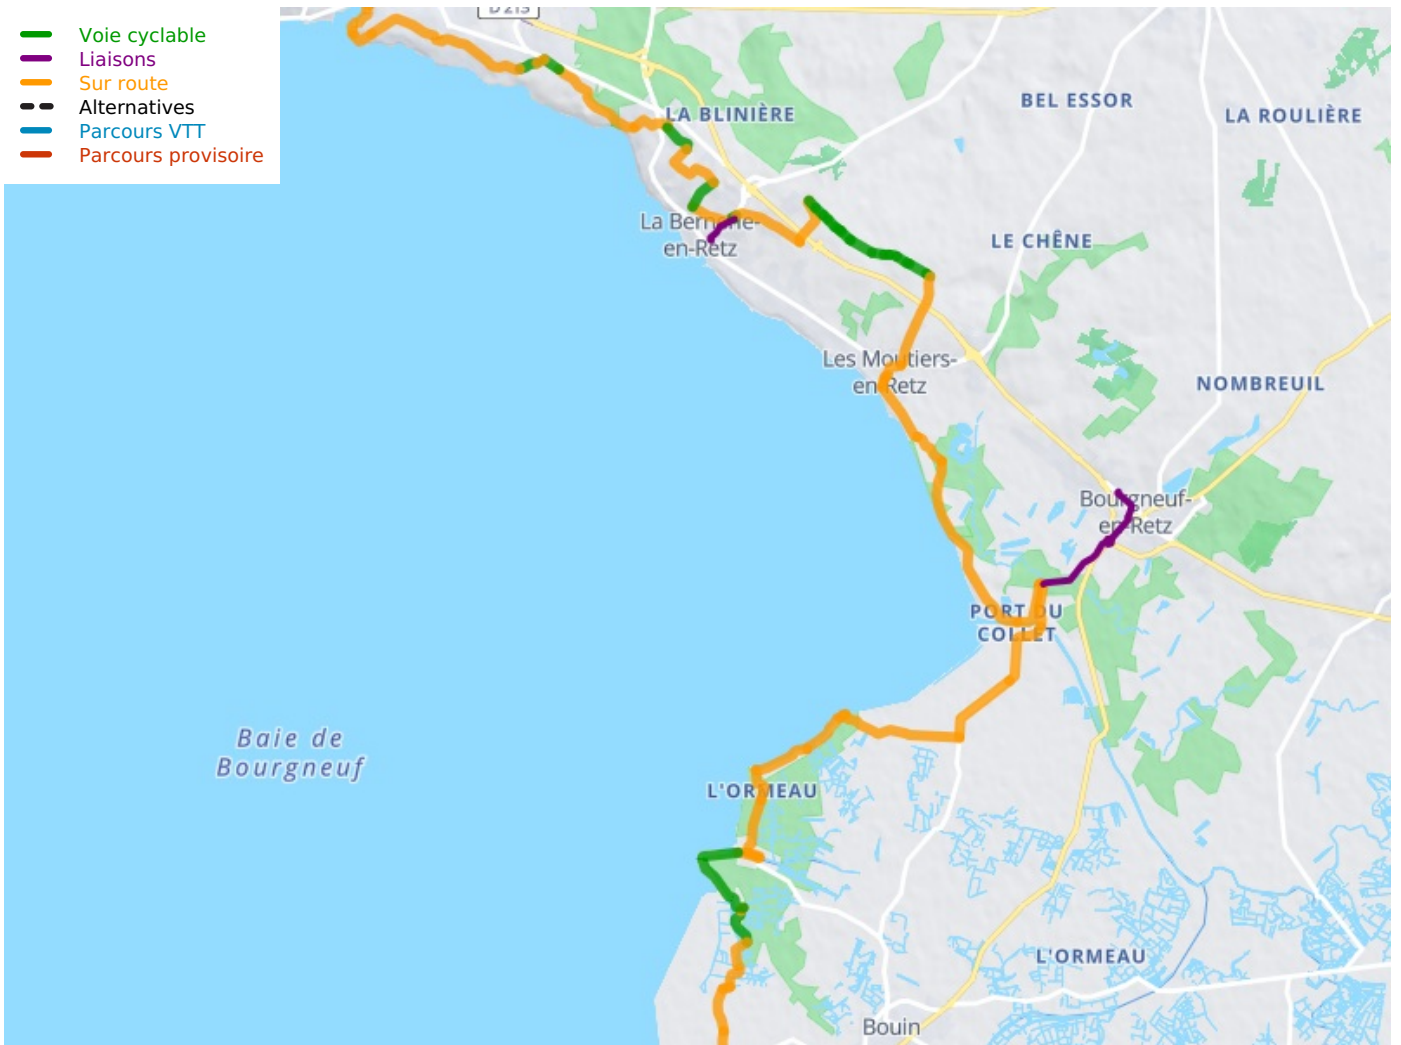 D 213
Voie cyclable
Liaisons
Sur route
Alternatives
Parcours VTT
Parcours provisoire
BEL ESSOR
LA BLINIÈRE
LA ROULIÈRE
La Bernerie-
en-Retz
LE CHÊNE
Les Moutiers-
en-Retz
NOMBREUIL
Bourgneuf-
en-Retz
PORT DU
COLLET
Baie de
Bourgneuf
L'ORMEAU
L'ORMEAU
Bouin